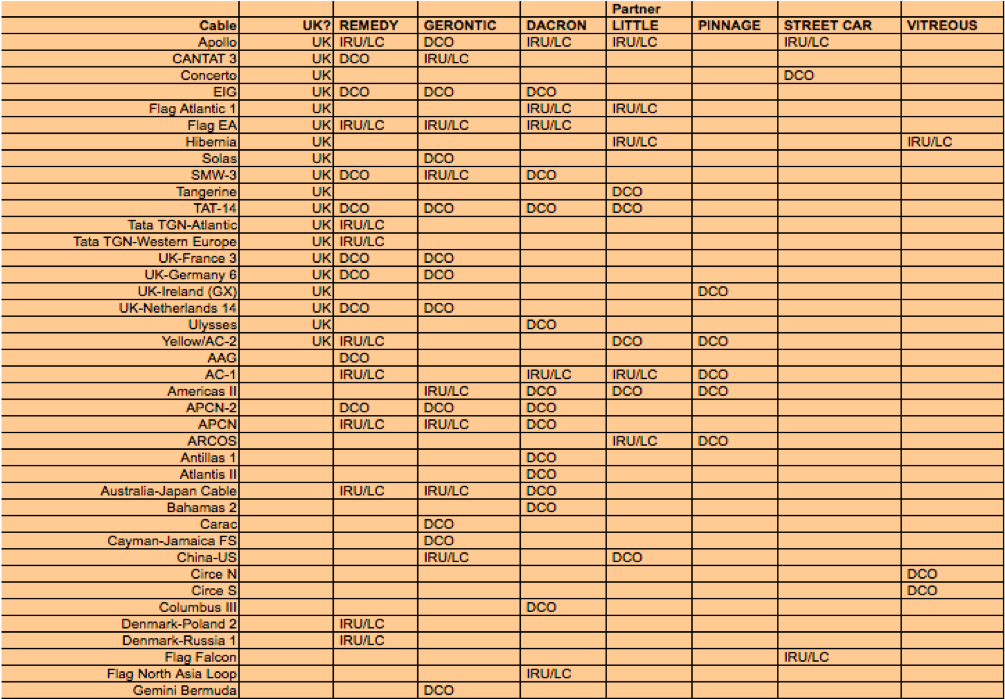 Partner
Cable UK? REMEDY GERONTIC DACRON LITTLE PINNAGE STREET CAR VITREOUS
Apollo UK IRU/LC DCO IRU/LC IRU/LC IRU/LC
CANTAT 3 UK DCO IRU/LC
Concerto UK DCO
EIG UK DCO DCO DCO
Flag Atlantic 1 UK IRU/LC IRU/LC
Flag EA UK IRU/LC IRU/LC IRU/LC
Hibernia UK IRU/LC IRU/LC
Solas UK DCO
SMW-3 UK DCO IRU/LC DCO
Tangerine UK DCO
TAT-14 UK DCO DCO DCO DCO
Tata TGN-Atlantic UK IRU/LC
Tata TGN-Western Europe UK IRU/LC
UK-France 3 UK DCO DCO
UK-Germany 6 UK DCO DCO
UK-Ireland (GX) UK DCO
UK-Netherlands 14 UK DCO DCO
Ulysses UK DCO
Yellow/AC-2 UK IRU/LC DCO DCO
AAG DCO
AC-1 IRU/LC IRU/LC IRU/LC DCO
Americas II IRU/LC DCO DCO DCO
APCN-2 DCO DCO DCO
APCN IRU/LC IRU/LC DCO
ARCOS IRU/LC DCO
Antillas 1 DCO
Atlantis II DCO
Australia-Japan Cable IRU/LC IRU/LC DCO
Bahamas 2 DCO
Carac DCO
Cayman-Jamaica FS DCO
China-US IRU/LC DCO
Circe N DCO
Circe S DCO
Columbus III DCO
Denmark-Poland 2 IRU/LC
Denmark-Russia 1 IRU/LC
Flag Falcon IRU/LC
Flag North Asia Loop IRU/LC
Gemini Bermuda DCO